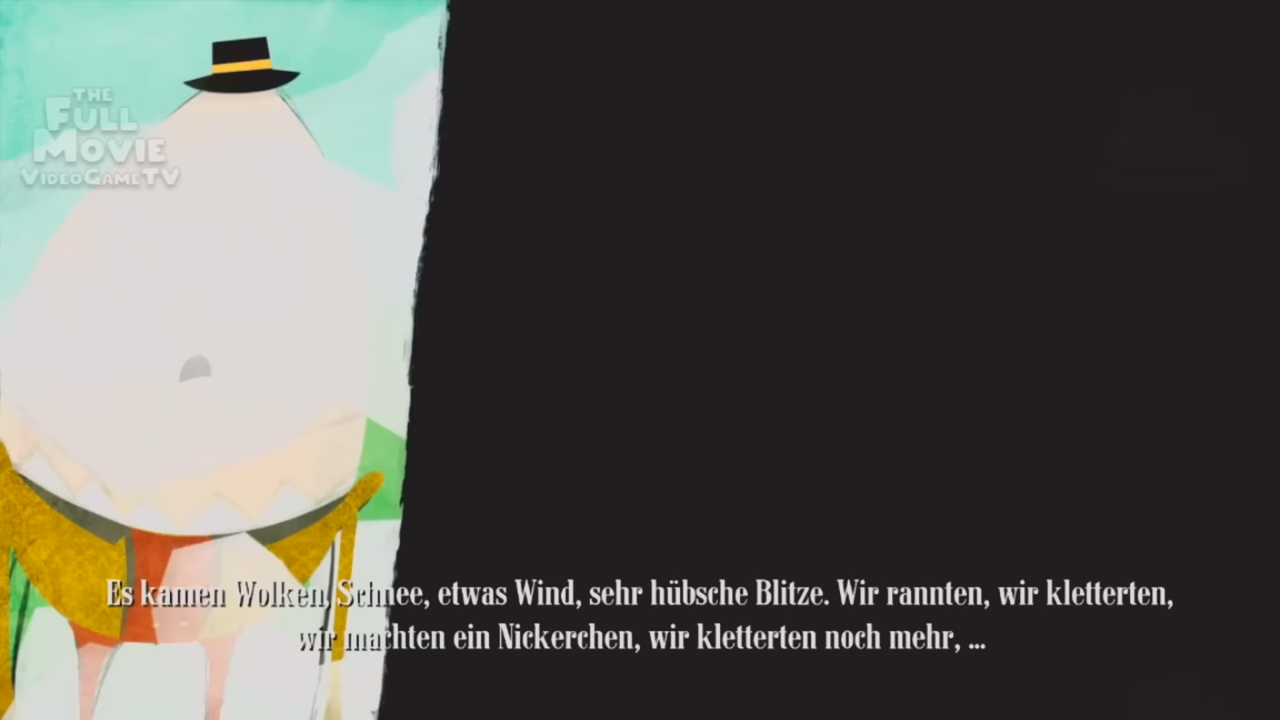 THE
FULL
MOVIE
VIDEOGAMETV
Es kamen Wolken, Schnee, etwas Wind, sehr hübsche Blitze. Wir rannten, wir kletterten,
wir machten ein Nickerchen, wir kletterten noch mehr, ...